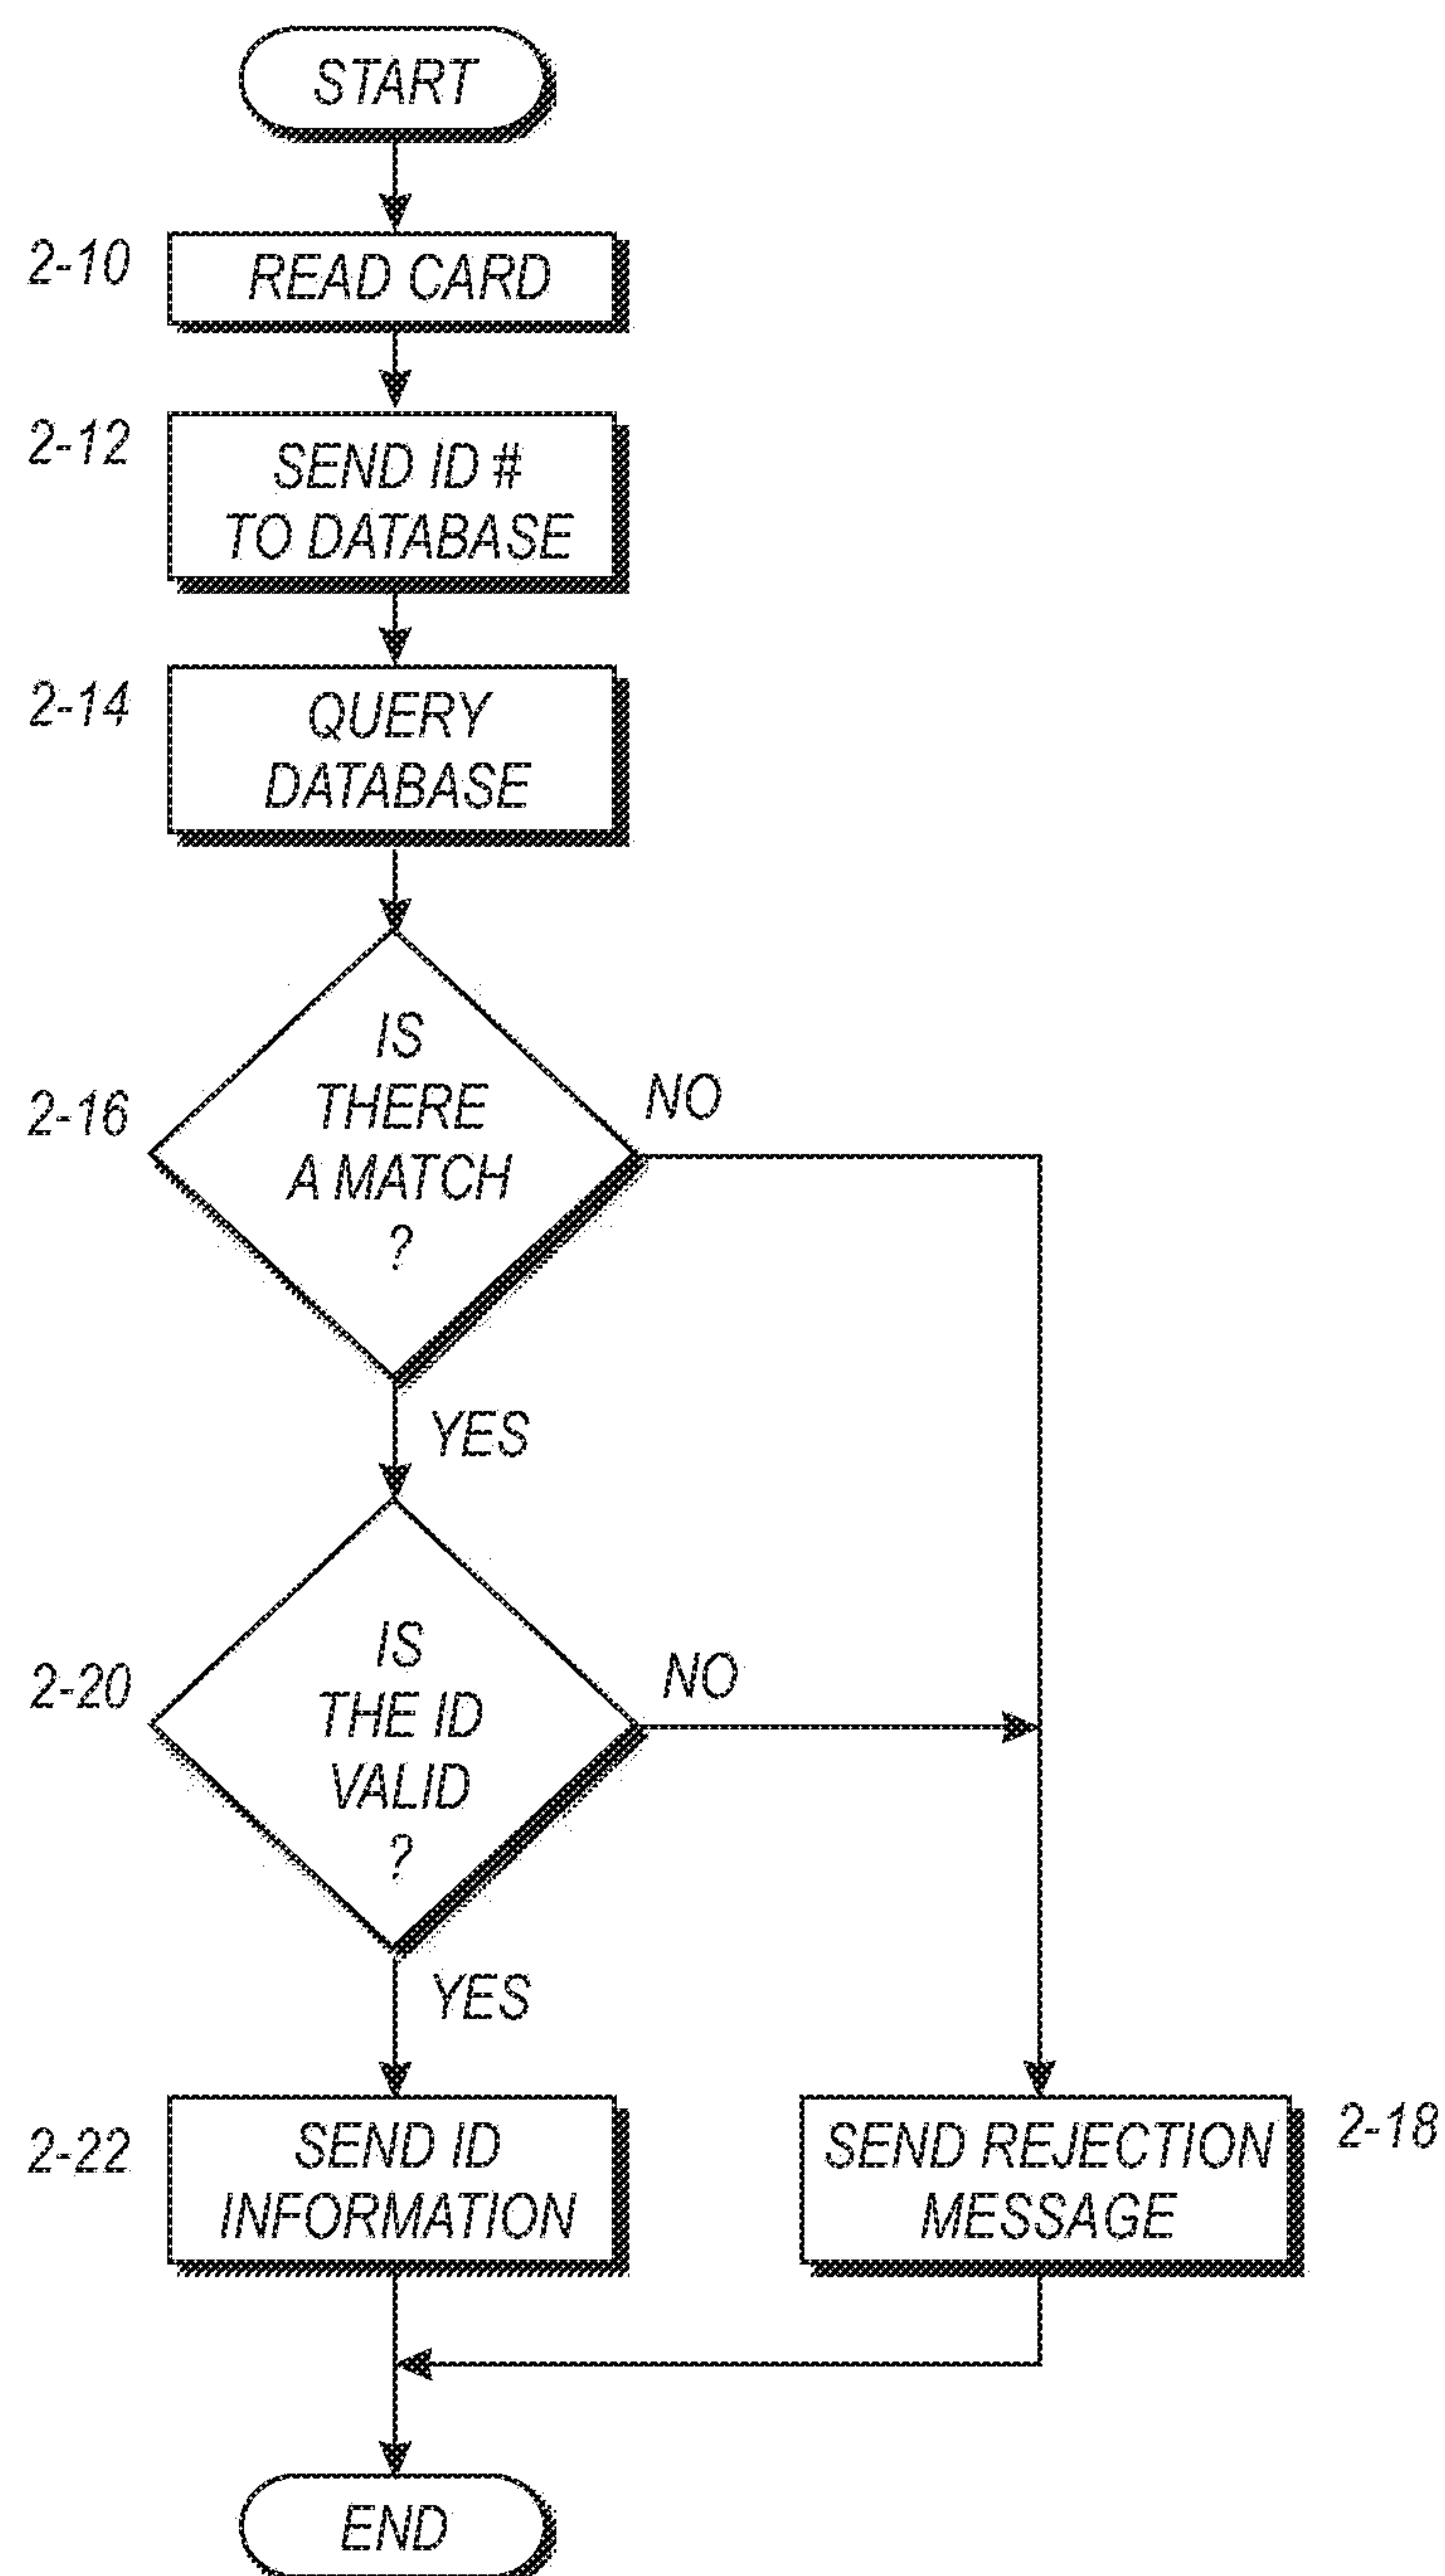 START
2-10
READ CARD
2-12
SEND ID #
TO DATABASE
2-14
QUERY
DATABASE
2-16
IS
THERE
A MATCH
?
NO
YES
2-20
IS
THE ID
VALID
?
NO
YES
2-22
SEND ID
INFORMATION
SEND REJECTION
MESSAGE
2-18
END